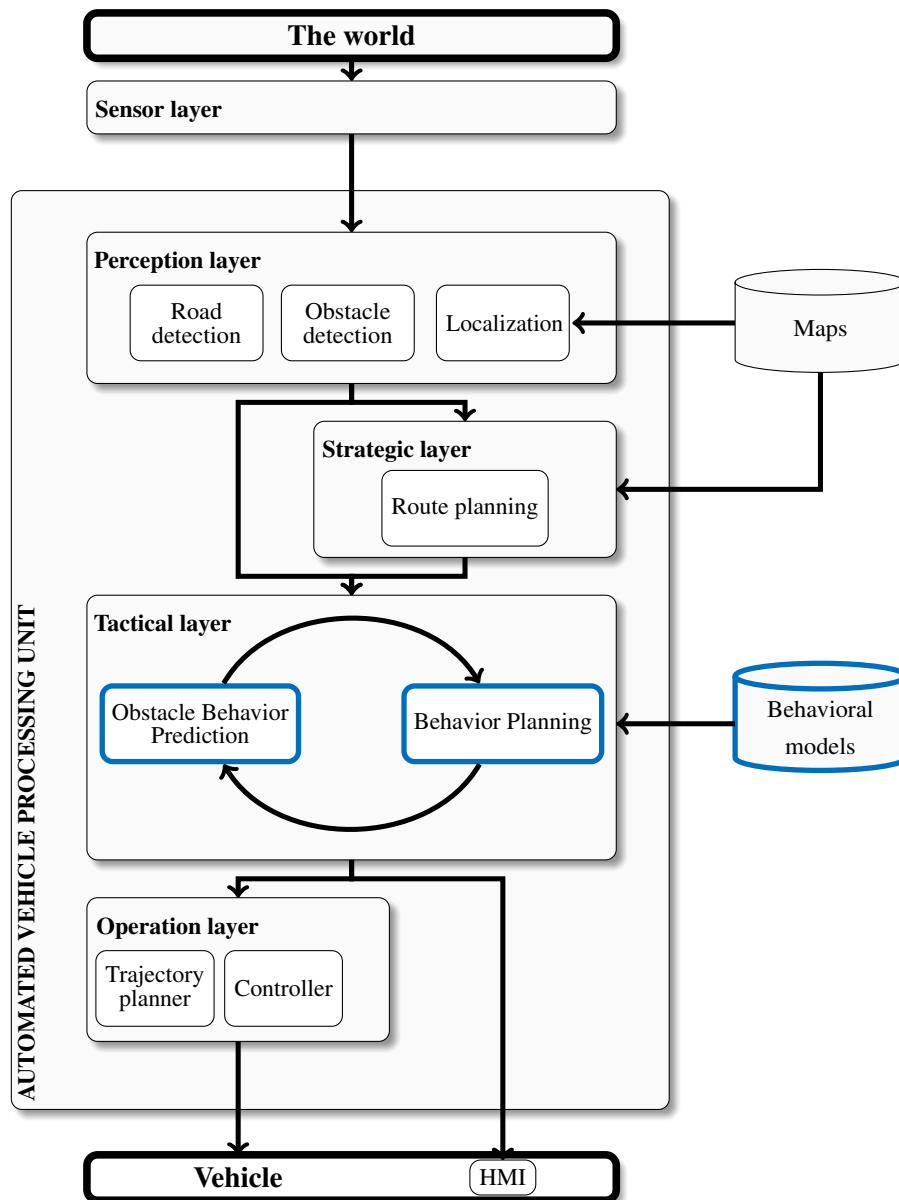 The world
Sensor layer
Perception layer
Road
detection
Obstacle
detection
Localization
Maps
Strategic layer
Route planning
AUTOMATED VEHICLE PROCESSING UNIT
Tactical layer
Obstacle Behavior
Prediction
Behavior Planning
Behavioral
models
Operation layer
Trajectory
planner
Controller
Vehicle
HMI